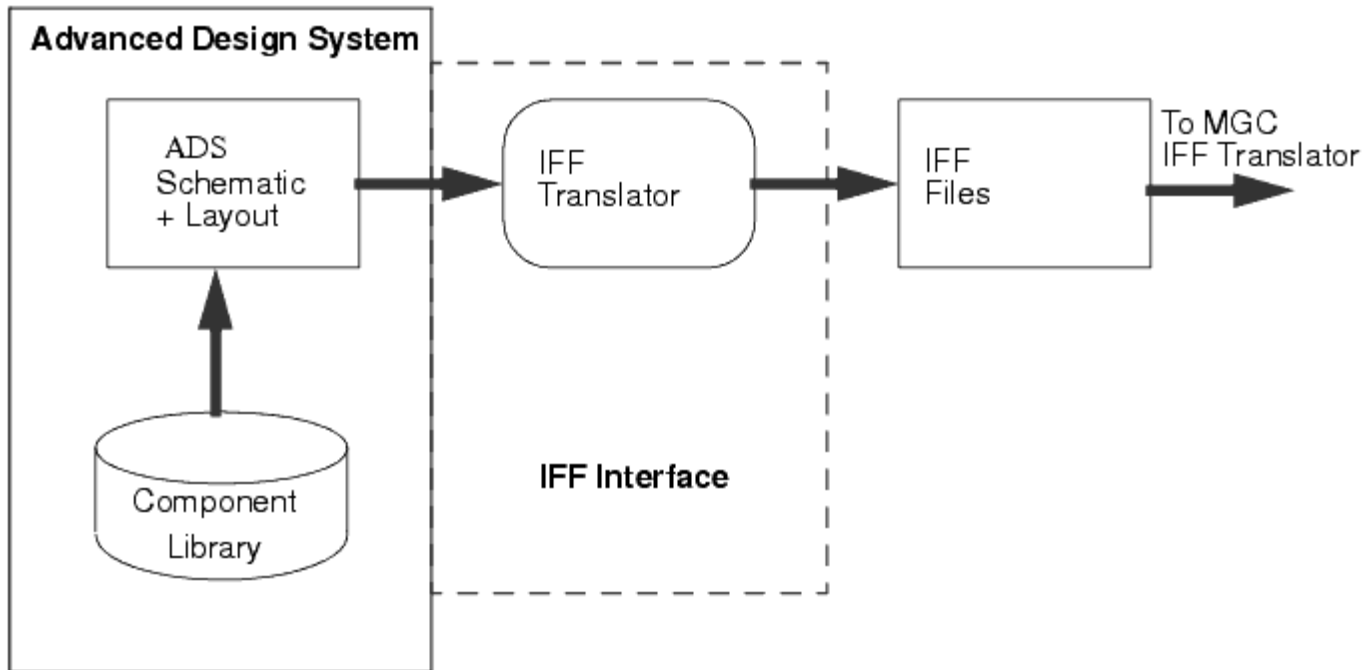 Advanced Design System
ADS
Schematic
+ Layout
IFF
Translator
IFF
Files
To MGC
IFF Translator
Component
Library
IFF Interface